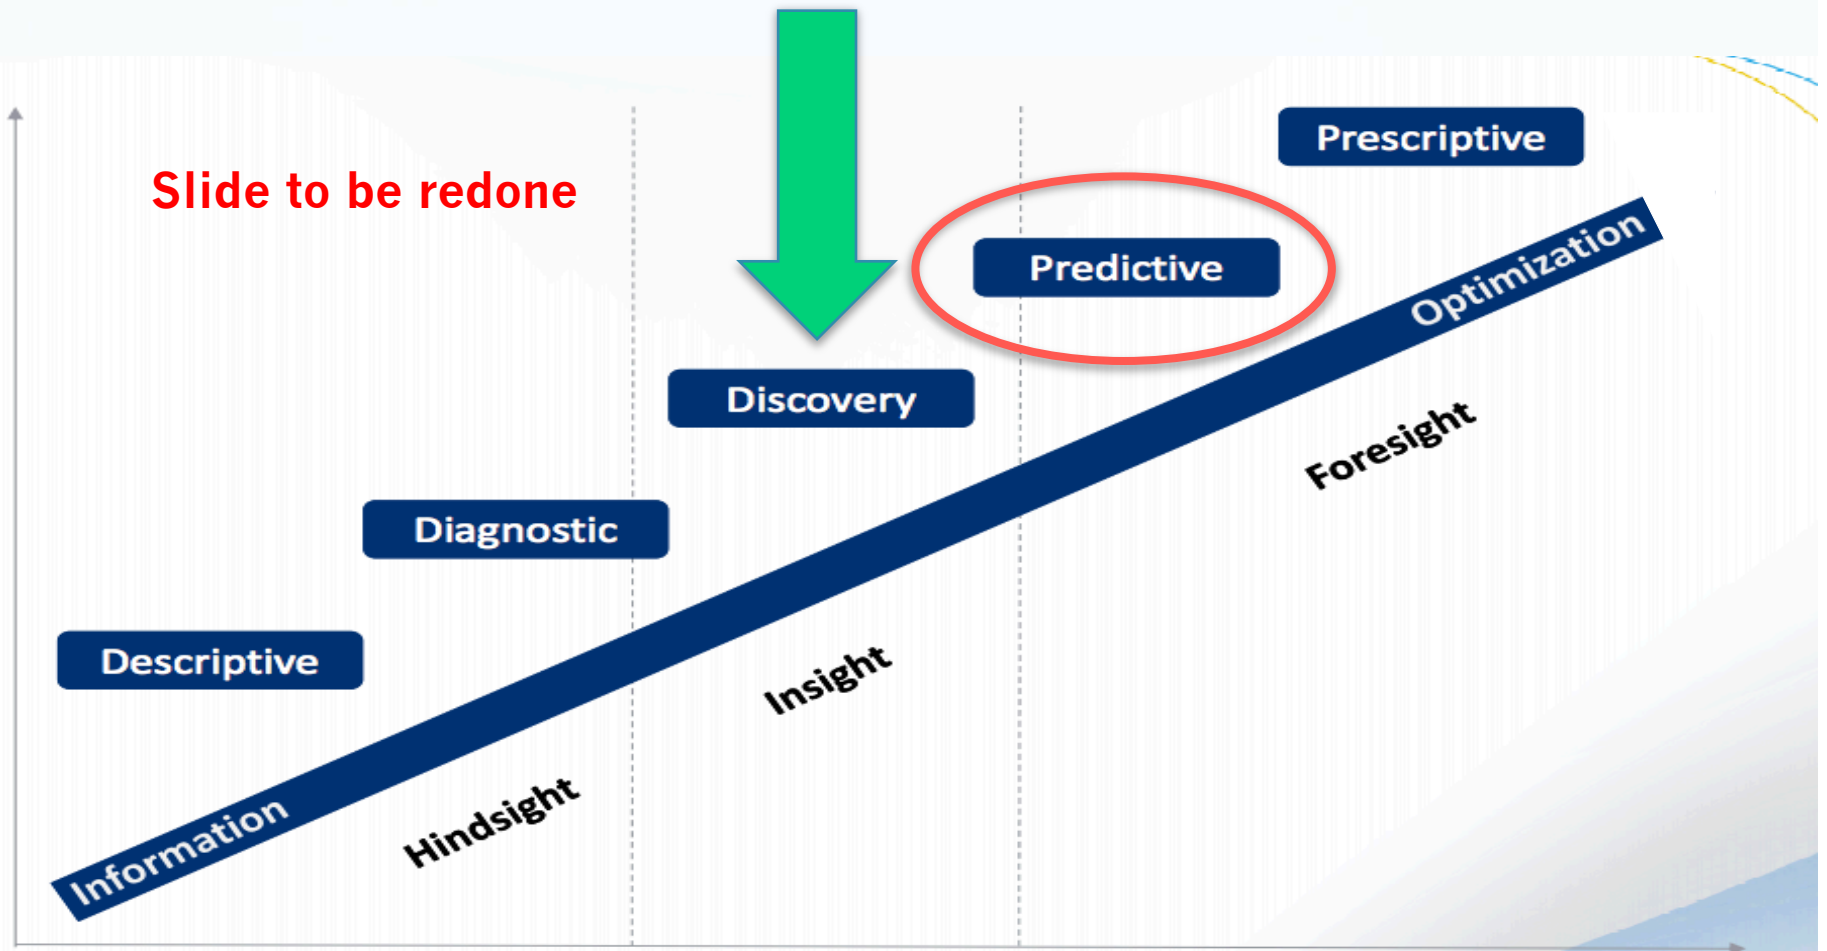 Prescriptive
Slide to be redone
Predictive
Optimization
Discovery
Foresight
Diagnostic
Descriptive
Insight
Hindsight
Information